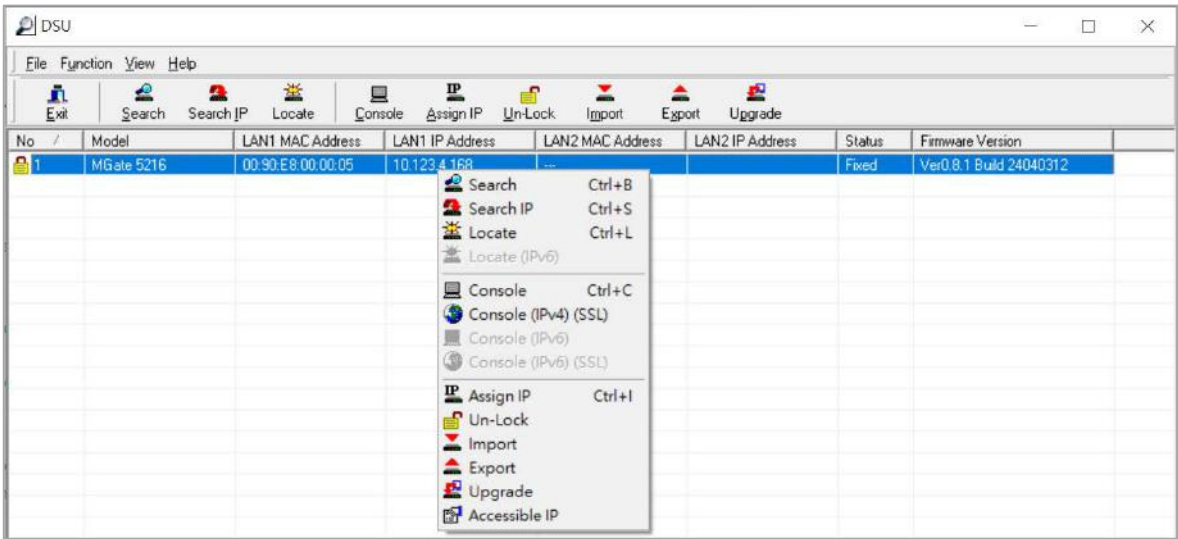 DSU
File Function View Help
Exit Search Search IP Locate Console Assign IP Un-Lock Import Export Upgrade
No Model LAN1 MAC Address LAN1 IP Address LAN2 MAC Address LAN2 IP Address Status Firmware Version
1 MGate 5216 00:90:E8:00:00:05 10.123.4.168 --- Fixed Ver0.8.1 Build 24040312
Search Ctrl+B
Search IP Ctrl+S
Locate Ctrl+L
Locate (IPv6)
Console Ctrl+C
Console (IPv4) (SSL)
Console (IPv6)
Console (IPv6) (SSL)
Assign IP Ctrl+I
Un-Lock
Import
Export
Upgrade
Accessible IP